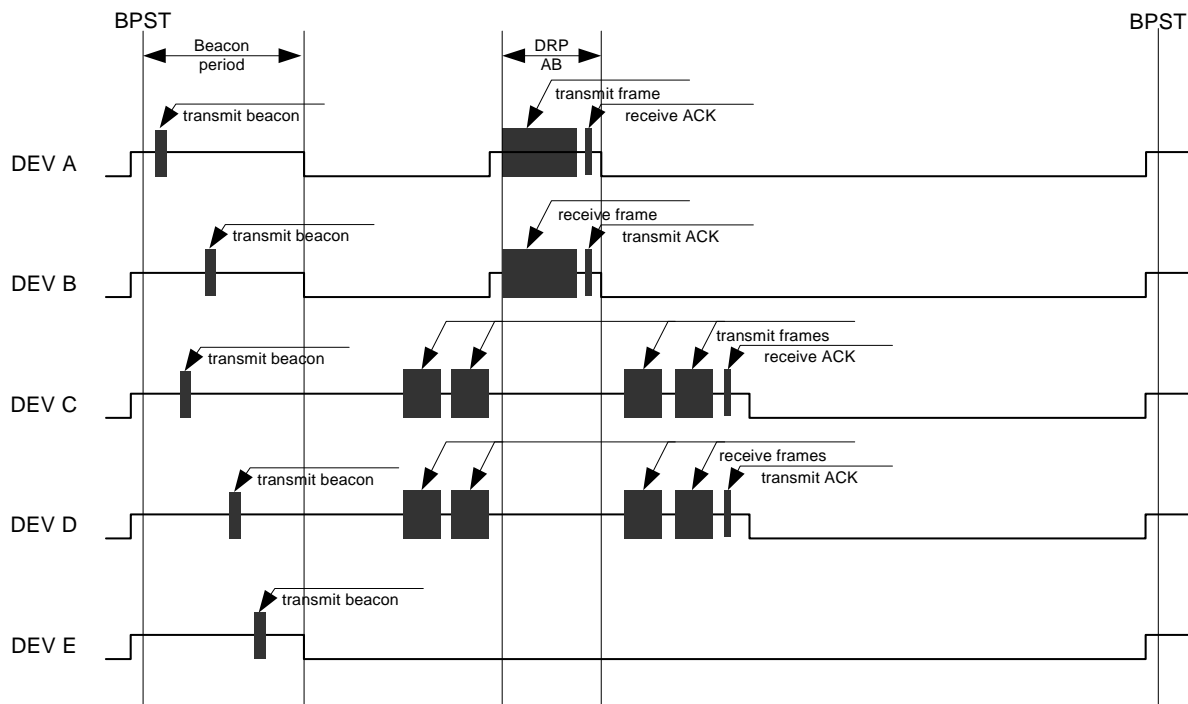 BPST
BPST
Beacon
period
DRP
AB
transmit frame
transmit beacon
receive ACK
DEV A
receive frame
transmit beacon
transmit ACK
DEV B
transmit frames
transmit beacon
receive ACK
DEV C
receive frames
transmit beacon
transmit ACK
DEV D
transmit beacon
DEV E